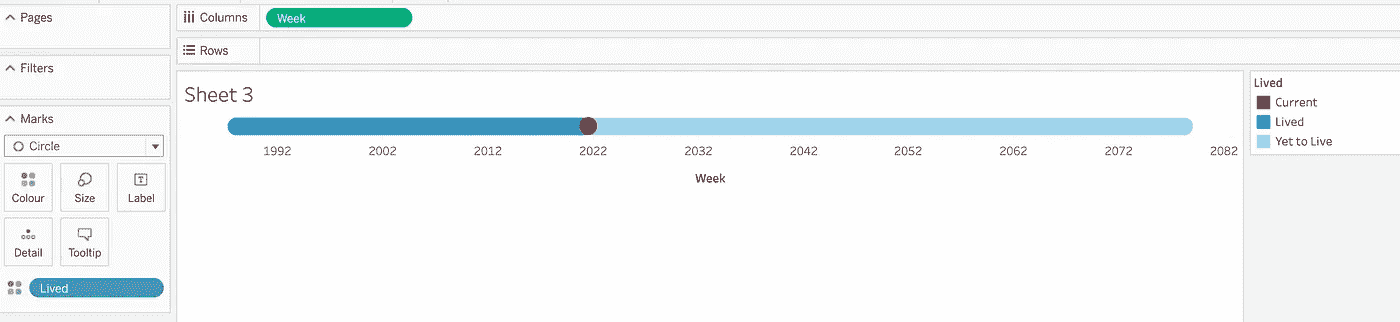 Pages
Columns
Week
Rows
Filters
Marks
Circle
Colour
Size
Label
Detail
Tooltip
Lived
Sheet 3
1992 2002 2012 2022 2032 2042 2052 2062 2072 2082
Week
Lived
Current
Lived
Yet to Live